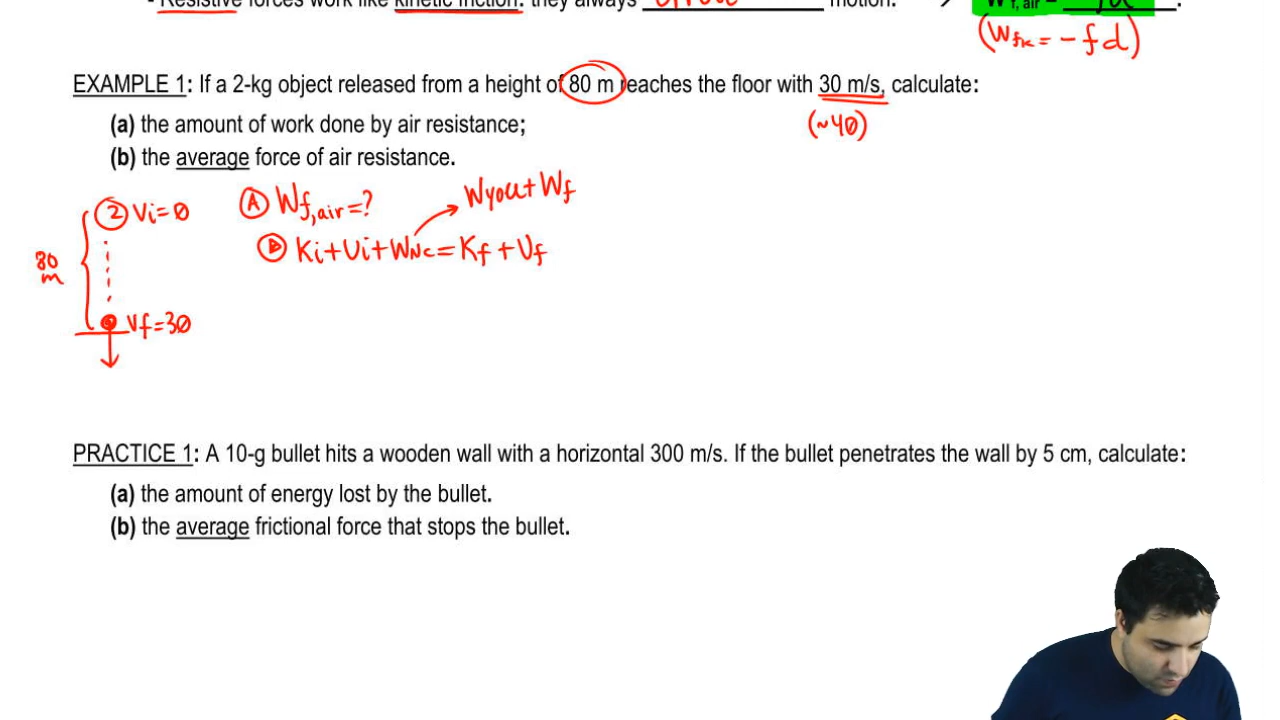 - Resistive forces work like kinetic friction: they always motion.
W f, air = - fd .
(Wfk = - fd)
EXAMPLE 1: If a 2-kg object released from a height of 80 m reaches the floor with 30 m/s, calculate:
(~40)
(a) the amount of work done by air resistance;
(b) the average force of air resistance.
2 Vi=0
80 m
Vf=30
A Wf,air=?
Wyou+Wf
Ki+Ui+WNC=Kf+Uf
PRACTICE 1: A 10-g bullet hits a wooden wall with a horizontal 300 m/s. If the bullet penetrates the wall by 5 cm, calculate:
(a) the amount of energy lost by the bullet.
(b) the average frictional force that stops the bullet.